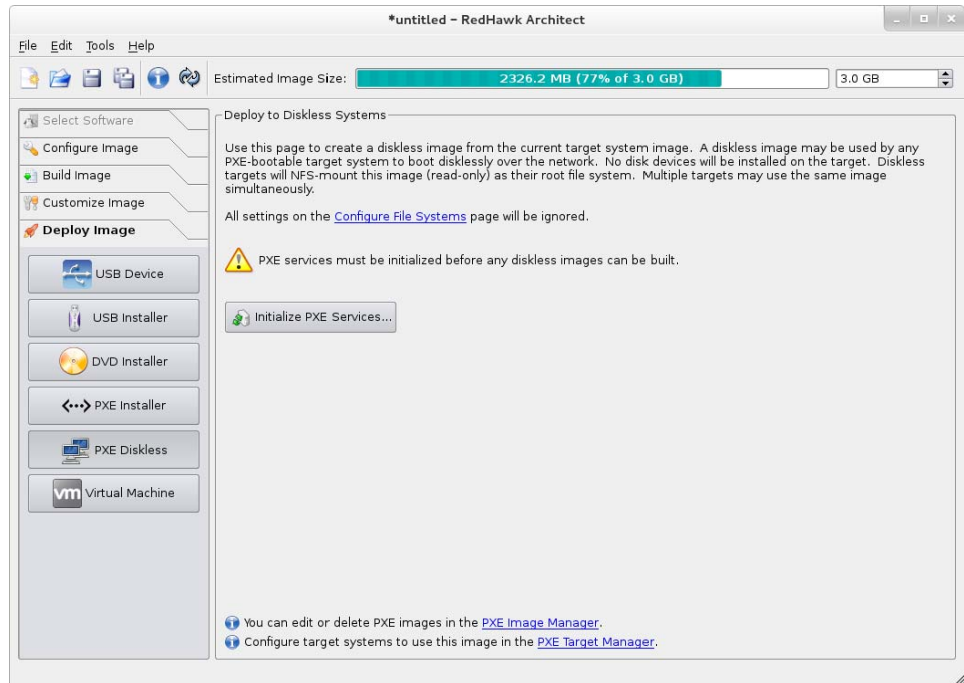 *untitled – RedHawk Architect
File Edit Tools Help
Estimated Image Size: 2326.2 MB (77% of 3.0 GB) 3.0 GB
Select Software
Configure Image
Build Image
Customize Image
Deploy Image
USB Device
USB Installer
DVD Installer
PXE Installer
PXE Diskless
vm Virtual Machine
Deploy to Diskless Systems
Use this page to create a diskless image from the current target system image. A diskless image may be used by any
PXE-bootable target system to boot disklessly over the network. No disk devices will be installed on the target. Diskless
targets will NFS-mount this image (read-only) as their root file system. Multiple targets may use the same image
simultaneously.
All settings on the Configure File Systems page will be ignored.
PXE services must be initialized before any diskless images can be built.
Initialize PXE Services...
You can edit or delete PXE images in the PXE Image Manager.
Configure target systems to use this image in the PXE Target Manager.